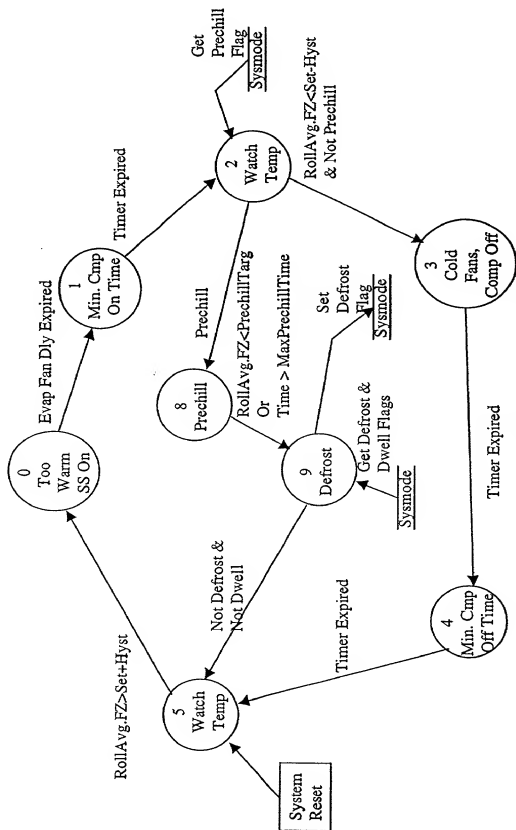 0
Too
Warm
SS On
Evap Fan Dly Expired
1
Min. Cmp
On Time
Timer Expired
2
Watch
Temp
Get
Prechill
Flag
Sysmode
RollAvg.FZ<Set-Hyst
& Not Prechill
3
Cold
Fans,
Comp Off
Timer Expired
4
Min. Cmp
Off Time
Timer Expired
5
Watch
Temp
System
Reset
RollAvg.FZ>Set+Hyst
Prechill
8
Prechill
RollAvg.FZ<PrechillTarg
Or
Time > MaxPrechillTime
9
Defrost
Set
Defrost
Flag
Sysmode
Get Defrost &
Dwell Flags
Sysmode
Not Defrost &
Not Dwell